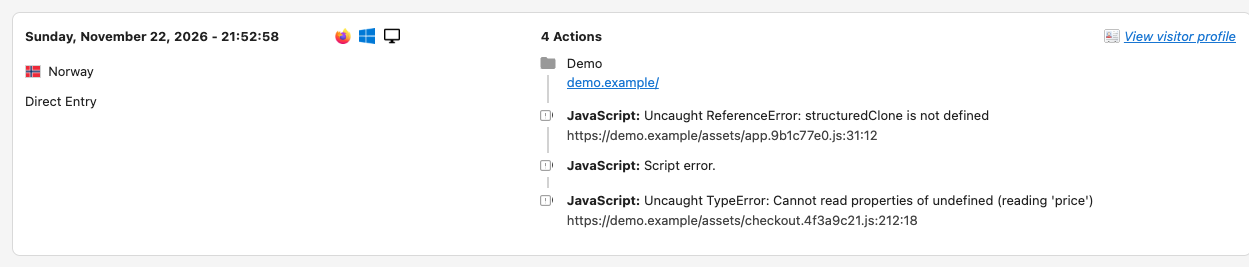 Sunday, November 22, 2026 - 21:52:58
Norway
Direct Entry
4 Actions
View visitor profile
Demo
demo.example/
JavaScript: Uncaught ReferenceError: structuredClone is not defined
https://demo.example/assets/app.9b1c77e0.js:31:12
JavaScript: Script error.
JavaScript: Uncaught TypeError: Cannot read properties of undefined (reading 'price')
https://demo.example/assets/checkout.4f3a9c21.js:212:18